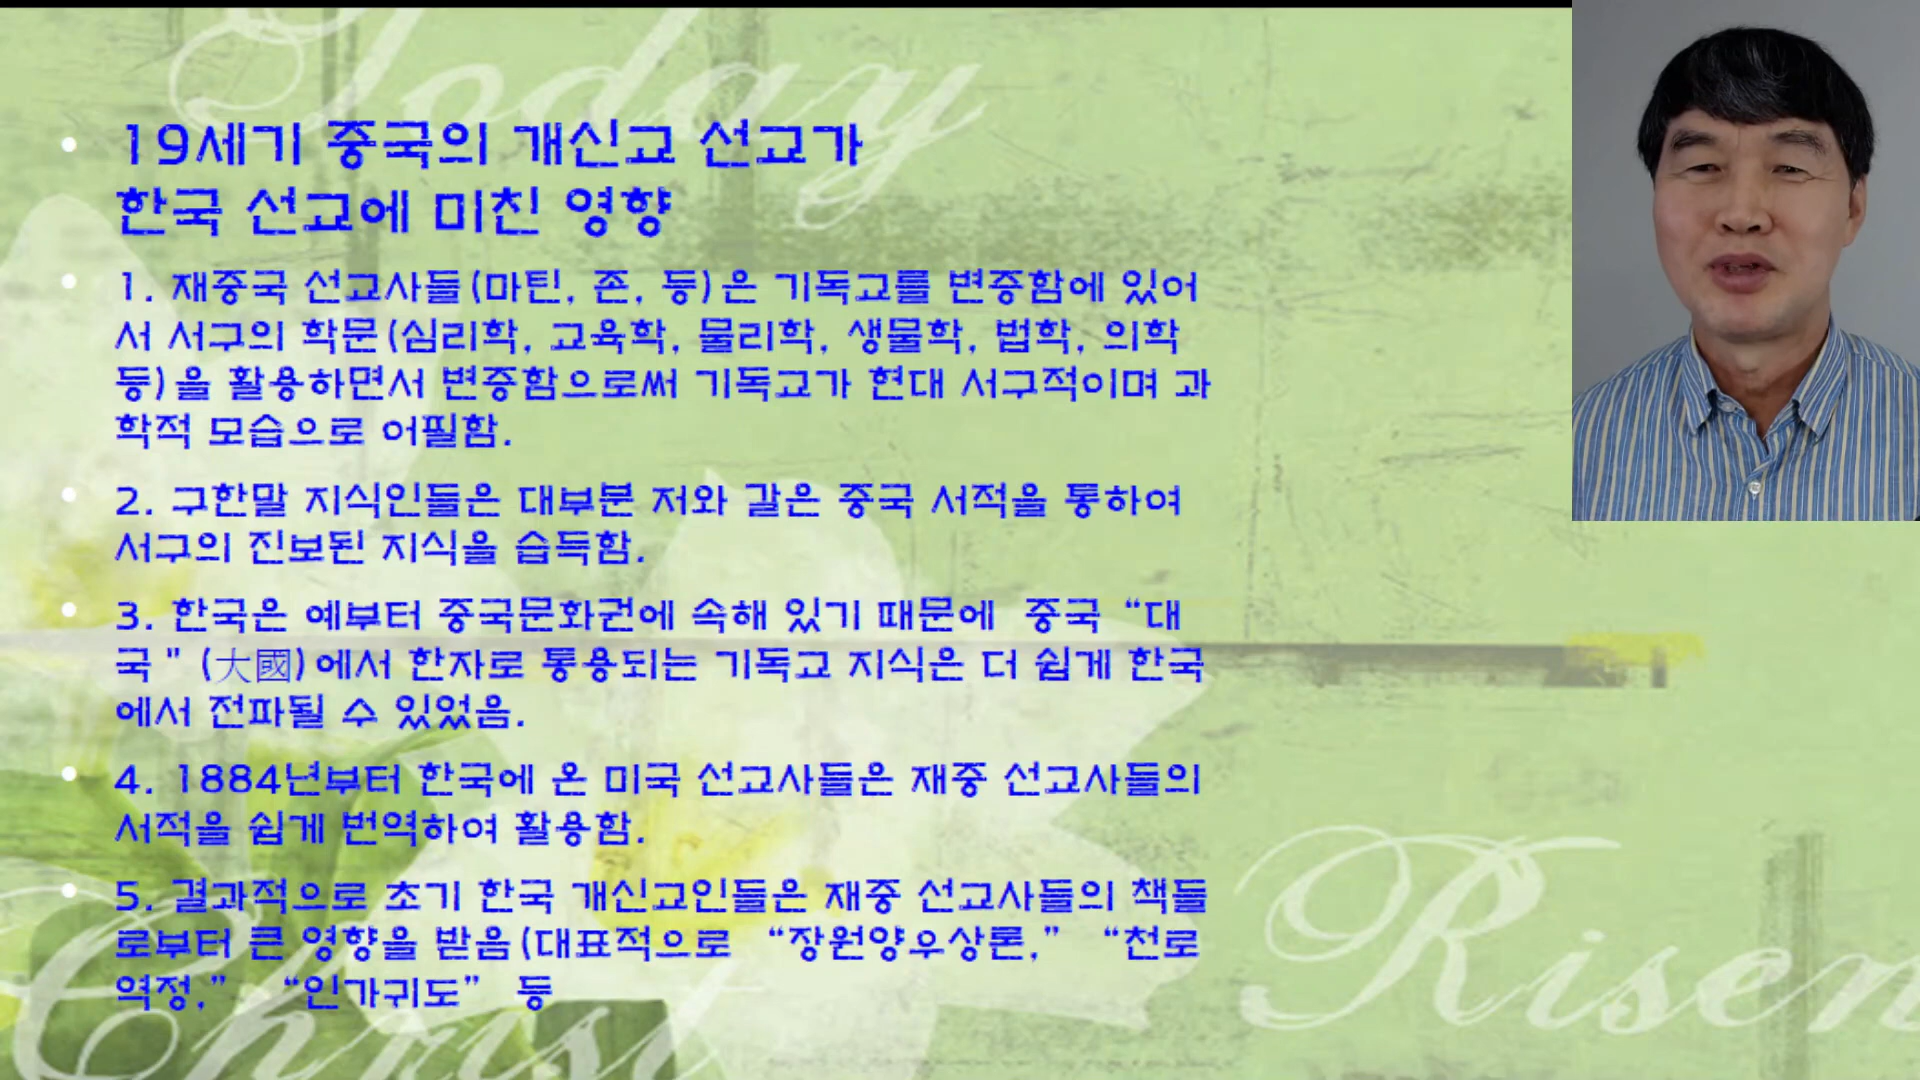 Today
• 19세기 중국의 개신교 선교가
한국 선교에 미친 영향
• 1. 재중국 선교사들(마틴, 존, 등)은 기독교를 변증함에 있어
서 서구의 학문(심리학, 교육학, 물리학, 생물학, 법학, 의학
등)을 활용하면서 변증함으로써 기독교가 현대 서구적이며 과
학적 모습으로 어필함.
• 2. 구한말 지식인들은 대부분 저와 같은 중국 서적을 통하여
서구의 진보된 지식을 습득함.
• 3. 한국은 예부터 중국문화권에 속해 있기 때문에 중국 “대
국" (大國)에서 한자로 통용되는 기독교 지식은 더 쉽게 한국
에서 전파될 수 있었음.
• 4. 1884년부터 한국에 온 미국 선교사들은 재중 선교사들의
서적을 쉽게 번역하여 활용함.
• 5. 결과적으로 초기 한국 개신교인들은 재중 선교사들의 책들
로부터 큰 영향을 받음(대표적으로 “장원양우상론,” “천로
역정,” “인가귀도” 등
Christ
Risen